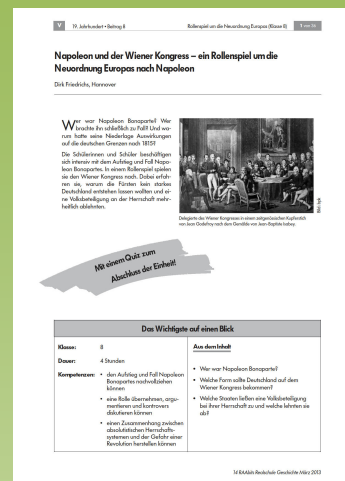 V
19. Jahrhundert • Beitrag 8
Rollenspiel um die Neuordnung Europas (Klasse 8)
1 von 26
Napoleon und der Wiener Kongress – ein Rollenspiel um die
Neuordnung Europas nach Napoleon
Dirk Friedrichs, Hannover
Wer war Napoleon Bonaparte? Wer
brachte ihn schließlich zu Fall? Und wa-
rum hatte seine Niederlage Auswirkungen
auf die deutschen Grenzen nach 1815?
Die Schülerinnen und Schüler beschäftigen
sich intensiv mit dem Aufstieg und Fall Napo-
leon Bonapartes. In einem Rollenspiel spielen
sie den Wiener Kongress nach. Dabei erfah-
ren sie, warum die Fürsten kein starkes
Deutschland entstehen lassen wollten und ei-
ne Volksbeteiligung an der Herrschaft mehr-
heitlich ablehnten.
Bild: bpk
Delegierte des Wiener Kongresses in einem zeitgenössischen Kupferstich
von Jean Godefroy nach dem Gemälde von Jean-Baptiste Isabey.
Mit einem Quiz zum
Abschluss der Einheit!
Das Wichtigste auf einen Blick
Klasse: 8
Dauer: 4 Stunden
Kompetenzen: • den Aufstieg und Fall Napoleon
Bonapartes nachvollziehen
können
• eine Rolle übernehmen, argu-
mentieren und kontrovers
diskutieren können
• einen Zusammenhang zwischen
absolutistischen Herrschafts-
systemen und der Gefahr einer
Revolution herstellen können
Aus dem Inhalt
• Wer war Napoleon Bonaparte?
• Welche Form sollte Deutschland auf dem
Wiener Kongress bekommen?
• Welche Staaten ließen eine Volksbeteiligung
bei ihrer Herrschaft zu und welche lehnten sie
ab?
14 RAAbits Realschule Geschichte März 2013